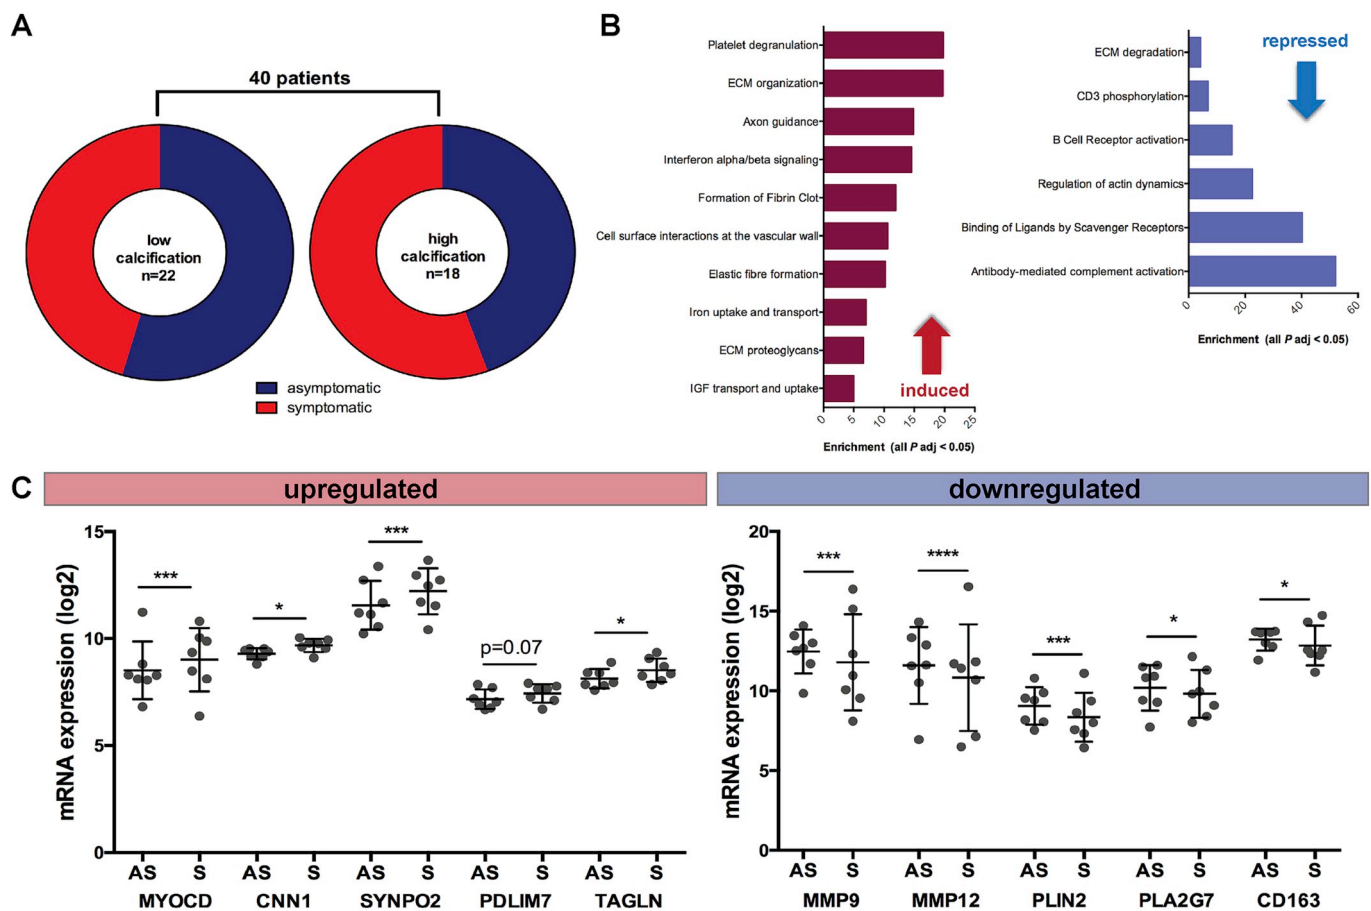 A
40 patients
low
calcification
n=22
high
calcification
n=18
asymptomatic
symptomatic
B
Platelet degranulation
ECM organization
Axon guidance
Interferon alpha/beta signaling
Formation of Fibrin Clot
Cell surface interactions at the vascular wall
Elastic fibre formation
Iron uptake and transport
ECM proteoglycans
IGF transport and uptake
induced
0 5 10 15 20 25
Enrichment (all P adj < 0.05)
repressed
ECM degradation
CD3 phosphorylation
B Cell Receptor activation
Regulation of actin dynamics
Binding of Ligands by Scavenger Receptors
Antibody-mediated complement activation
0 20 40 60
Enrichment (all P adj < 0.05)
C
upregulated
mRNA expression (log2)
15
10
5
0
***
*
***
p=0.07
*
AS S AS S AS S AS S AS S
MYOCD CNN1 SYNPO2 PDLIM7 TAGLN
downregulated
mRNA expression (log2)
20
15
10
5
0
***
****
***
*
*
AS S AS S AS S AS S AS S
MMP9 MMP12 PLIN2 PLA2G7 CD163